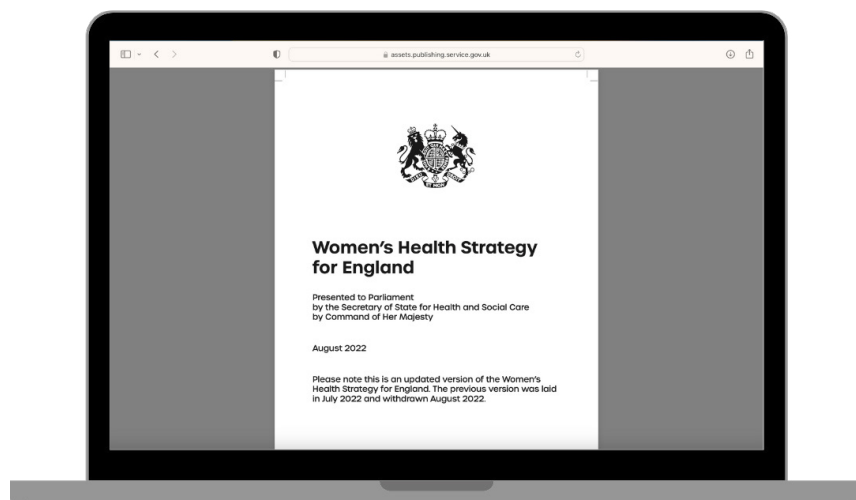 assets.publishing.service.gov.uk
Women's Health Strategy
for England
Presented to Parliament
by the Secretary of State for Health and Social Care
by Command of Her Majesty
August 2022
Please note this is an updated version of the Women's
Health Strategy for England. The previous version was laid
in July 2022 and withdrawn August 2022.